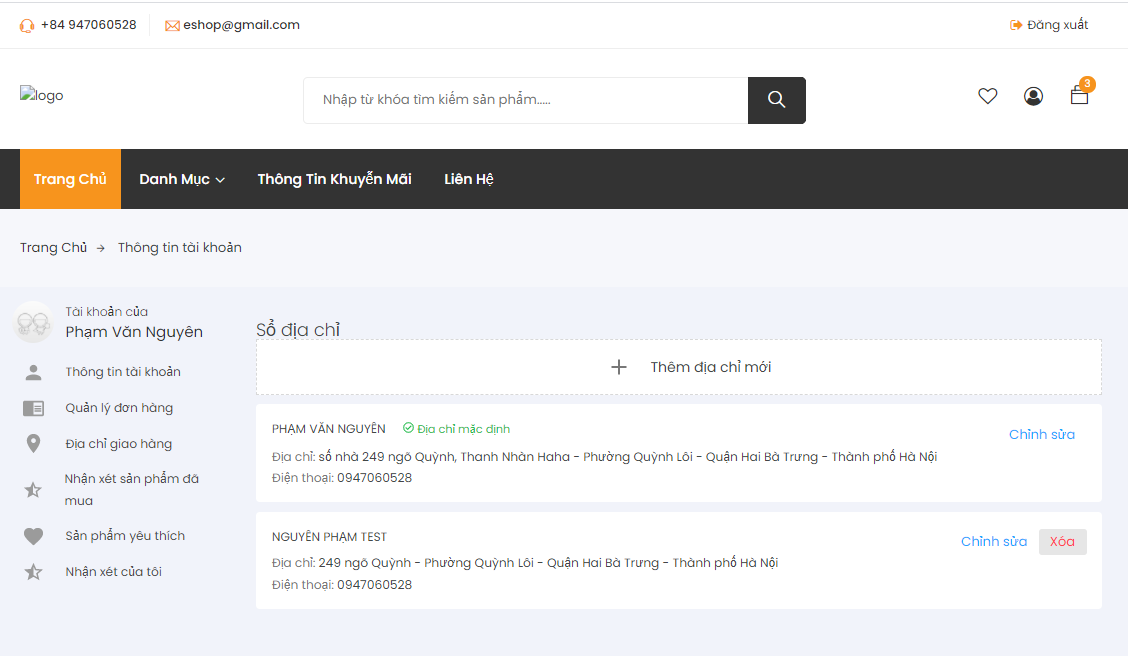 +84 947060528
eshop@gmail.com
Đăng xuất
logo
Nhập từ khóa tìm kiếm sản phẩm.....
3
Trang Chủ
Danh Mục
Thông Tin Khuyễn Mãi
Liên Hệ
Trang Chủ
Thông tin tài khoản
Tài khoản của
Phạm Văn Nguyên
Thông tin tài khoản
Quản lý đơn hàng
Địa chỉ giao hàng
Nhận xét sản phẩm đã
mua
Sản phẩm yêu thích
Nhận xét của tôi
Sổ địa chỉ
Thêm địa chỉ mới
PHẠM VĂN NGUYÊN
Địa chỉ mặc định
Chỉnh sửa
Địa chỉ: số nhà 249 ngõ Quỳnh, Thanh Nhàn Haha - Phường Quỳnh Lôi - Quận Hai Bà Trưng - Thành phố Hà Nội
Điện thoại: 0947060528
NGUYÊN PHẠM TEST
Chỉnh sửa
Xóa
Địa chỉ: 249 ngõ Quỳnh - Phường Quỳnh Lôi - Quận Hai Bà Trưng - Thành phố Hà Nội
Điện thoại: 0947060528